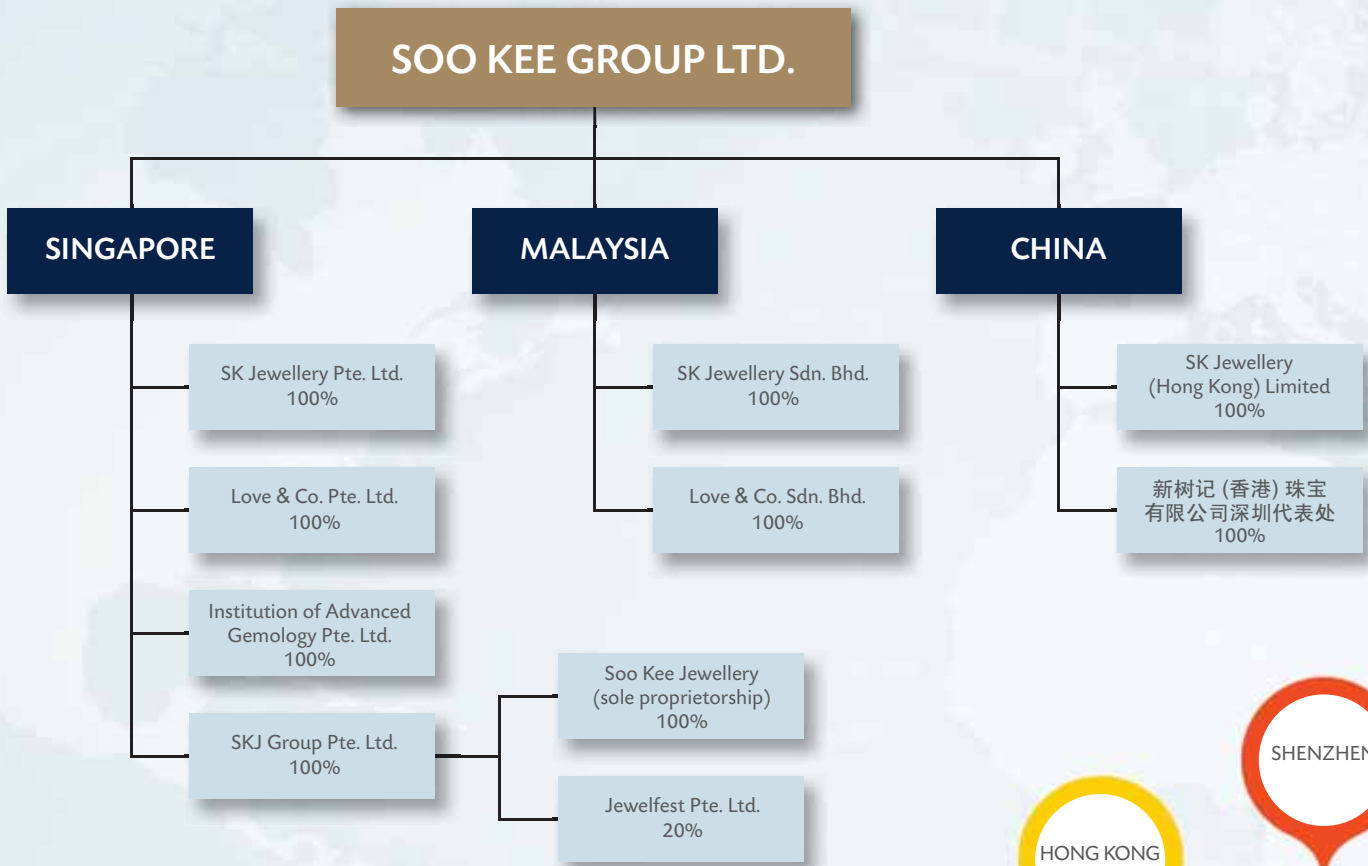 SOO KEE GROUP LTD.
SINGAPORE
MALAYSIA
CHINA
SK Jewellery Pte. Ltd.
100%
Love & Co. Pte. Ltd.
100%
Institution of Advanced
Gemology Pte. Ltd.
100%
SKJ Group Pte. Ltd.
100%
Soo Kee Jewellery
(sole proprietorship)
100%
Jewelfest Pte. Ltd.
20%
SK Jewellery Sdn. Bhd.
100%
Love & Co. Sdn. Bhd.
100%
SK Jewellery
(Hong Kong) Limited
100%
新树记 (香港) 珠宝
有限公司深圳代表处
100%
SHENZHEN
HONG KONG